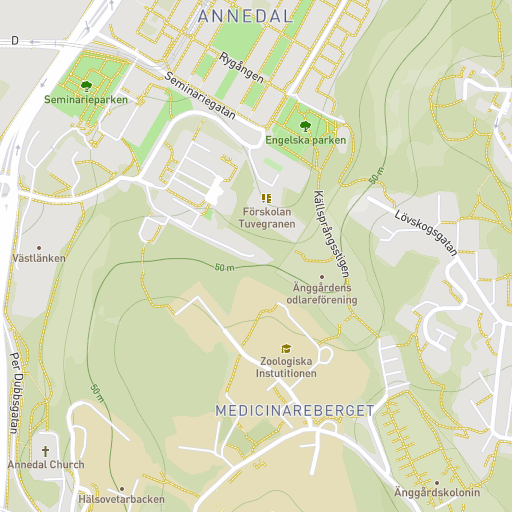 ANNEDAL
D
Rygången
Seminariegatan
Seminarieparken
Engelska parken
50 m
Förskolan
Tuvegranen
Källsprångsstigen
Lövskogsgatan
Västlänken
50 m
Änggårdens
odlareförening
Per Dubbsgatan
Zoologiska
Instutitionen
50 m
MEDICINAREBERGET
Annedal Church
Hälsovetarbacken
Änggårdskolonin